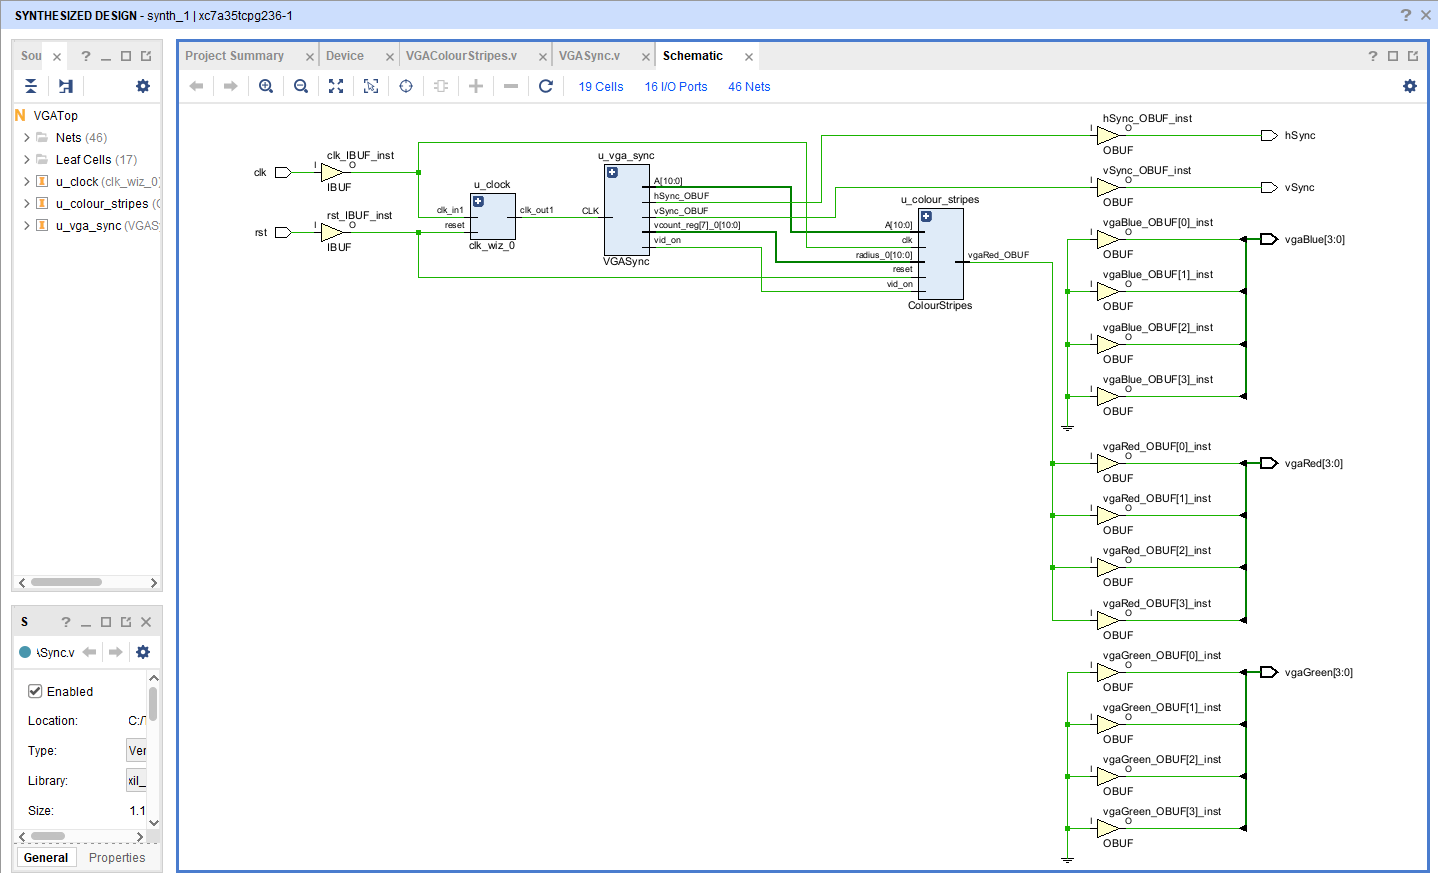 SYNTHESIZED DESIGN - synth_1 | xc7a35tcpg236-1
Sou
Project Summary
Device
VGAColourStripes.v
VGASync.v
Schematic
19 Cells
16 I/O Ports
46 Nets
N VGATop
Nets (46)
Leaf Cells (17)
u_clock (clk_wiz_0)
u_colour_stripes (C
u_vga_sync (VGAS
clk
clk_IBUF_inst
I
O
IBUF
rst
rst_IBUF_inst
I
O
IBUF
u_clock
clk_in1
reset
clk_out1
clk_wiz_0
u_vga_sync
CLK
A[10:0]
hSync_OBUF
vSync_OBUF
vcount_reg[7]_0[10:0]
vid_on
VGASync
u_colour_stripes
A[10:0]
clk
radius_0[10:0]
reset
vid_on
vgaRed_OBUF
ColourStripes
hSync_OBUF_inst
I
O
OBUF
hSync
vSync_OBUF_inst
I
O
OBUF
vSync
vgaBlue_OBUF[0]_inst
I
O
OBUF
vgaBlue[3:0]
vgaBlue_OBUF[1]_inst
I
O
OBUF
vgaBlue_OBUF[2]_inst
I
O
OBUF
vgaBlue_OBUF[3]_inst
I
O
OBUF
vgaRed_OBUF[0]_inst
I
O
OBUF
vgaRed[3:0]
vgaRed_OBUF[1]_inst
I
O
OBUF
vgaRed_OBUF[2]_inst
I
O
OBUF
vgaRed_OBUF[3]_inst
I
O
OBUF
vgaGreen_OBUF[0]_inst
I
O
OBUF
vgaGreen[3:0]
vgaGreen_OBUF[1]_inst
I
O
OBUF
vgaGreen_OBUF[2]_inst
I
O
OBUF
vgaGreen_OBUF[3]_inst
I
O
OBUF
S
\Sync.v
Enabled
Location: C:/
Type: Ver
Library: xil_
Size: 1.1
General
Properties